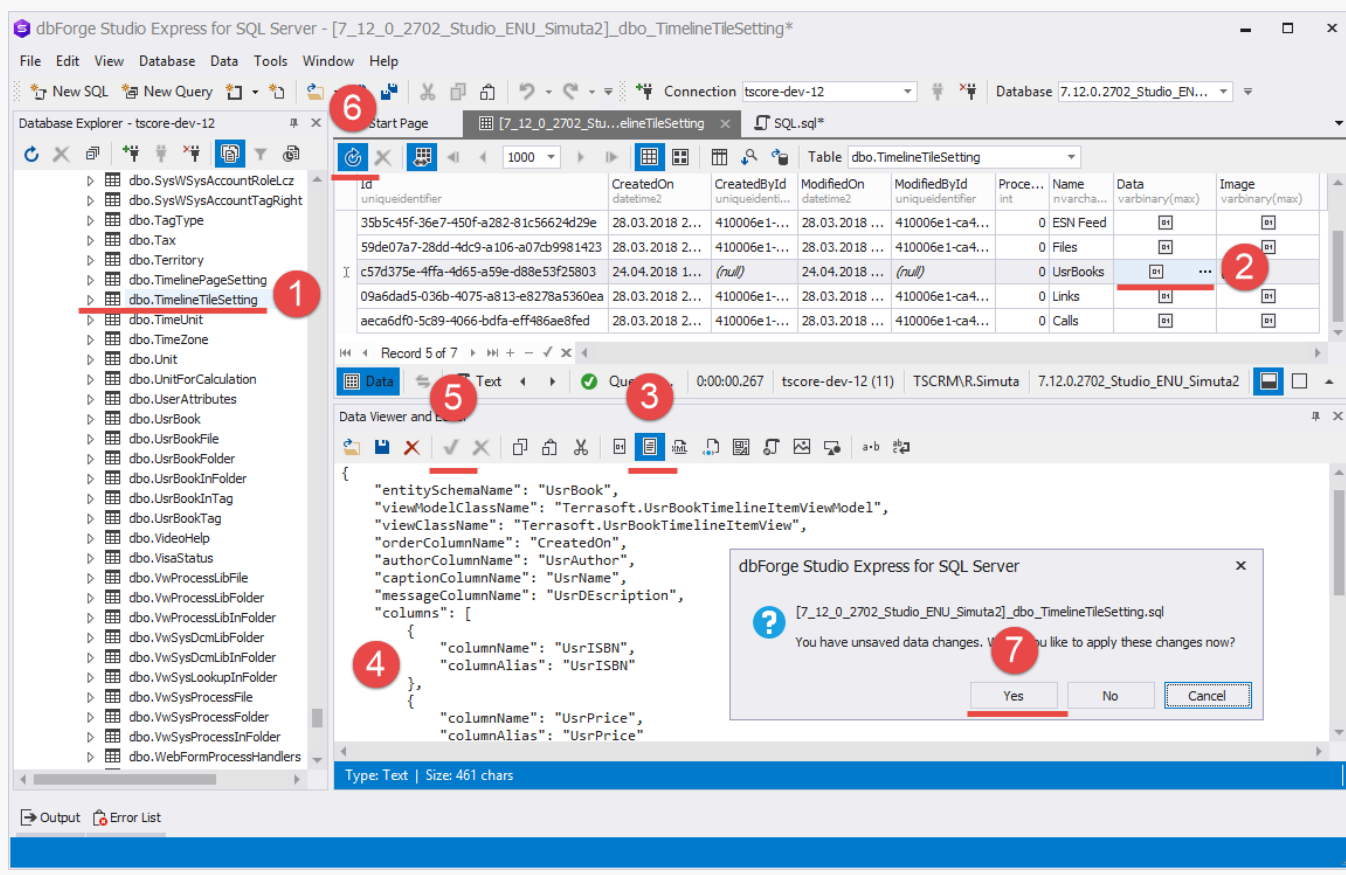 dbForge Studio Express for SQL Server - [7_12_0_2702_Studio_ENU_Simuta2]_dbo_TimelineTileSetting*
File Edit View Database Data Tools Window Help
New SQL New Query Connection tscore-dev-12 Database 7.12.0.2702_Studio_EN...
Database Explorer - tscore-dev-12
6 Start Page [7_12_0_2702_Stu...elineTileSetting SQL.sql*
1000 Table dbo.TimelineTileSetting
dbo.SysWSysAccountRoleLcz
dbo.SysWSysAccountTagRight
dbo.TagType
dbo.Tax
dbo.Territory
dbo.TimelinePageSetting
dbo.TimelineTileSetting 1
dbo.TimeUnit
dbo.TimeZone
dbo.Unit
dbo.UnitForCalculation
dbo.UserAttributes
dbo.UsrBook
dbo.UsrBookFile
dbo.UsrBookFolder
dbo.UsrBookInFolder
dbo.UsrBookInTag
dbo.UsrBookTag
dbo.VideoHelp
dbo.VisaStatus
dbo.VwProcessLibFile
dbo.VwProcessLibFolder
dbo.VwProcessLibInFolder
dbo.VwSysDcmLibFolder
dbo.VwSysDcmLibInFolder
dbo.VwSysLookupInFolder
dbo.VwSysProcessFile
dbo.VwSysProcessFolder
dbo.VwSysProcessInFolder
dbo.WebFormProcessHandlers
Id CreatedOn CreatedById ModifiedOn ModifiedById Proce... Name Data Image
uniqueidentifier datetime2 uniqueidenti... datetime2 uniqueidentifier int nvarcha... varbinary(max) varbinary(max)
35b5c45f-36e7-450f-a282-81c56624d29e 28.03.2018 2... 410006e1-... 28.03.2018 ... 410006e1-ca4... 0 ESN Feed
59de07a7-28dd-4dc9-a106-a07cb9981423 28.03.2018 2... 410006e1-... 28.03.2018 ... 410006e1-ca4... 0 Files
c57d375e-4ffa-4d65-a59e-d88e53f25803 24.04.2018 1... (null) 24.04.2018 ... (null) 0 UsrBooks ... 2
09a6dad5-036b-4075-a813-e8278a5360ea 28.03.2018 2... 410006e1-... 28.03.2018 ... 410006e1-ca4... 0 Links
aeca6df0-5c89-4066-bdfa-eff486ae8fed 28.03.2018 2... 410006e1-... 28.03.2018 ... 410006e1-ca4... 0 Calls
Record 5 of 7
Data 5 Text 3 0:00:00.267 tscore-dev-12 (11) TSCRM\R.Simuta 7.12.0.2702_Studio_ENU_Simuta2
Data Viewer and
{
"entitySchemaName": "UsrBook",
"viewModelClassName": "Terrasoft.UsrBookTimelineItemViewModel",
"viewClassName": "Terrasoft.UsrBookTimelineItemView",
"orderColumnName": "CreatedOn",
"authorColumnName": "UsrAuthor",
"captionColumnName": "UsrName",
"messageColumnName": "UsrDEscription",
"columns": [
{
"columnName": "UsrISBN",
"columnAlias": "UsrISBN"
},
{
"columnName": "UsrPrice",
"columnAlias": "UsrPrice"
4
dbForge Studio Express for SQL Server
[7_12_0_2702_Studio_ENU_Simuta2]_dbo_TimelineTileSetting.sql
You have unsaved data changes. 7 like to apply these changes now?
Yes No Cancel
Type: Text | Size: 461 chars
Output Error List